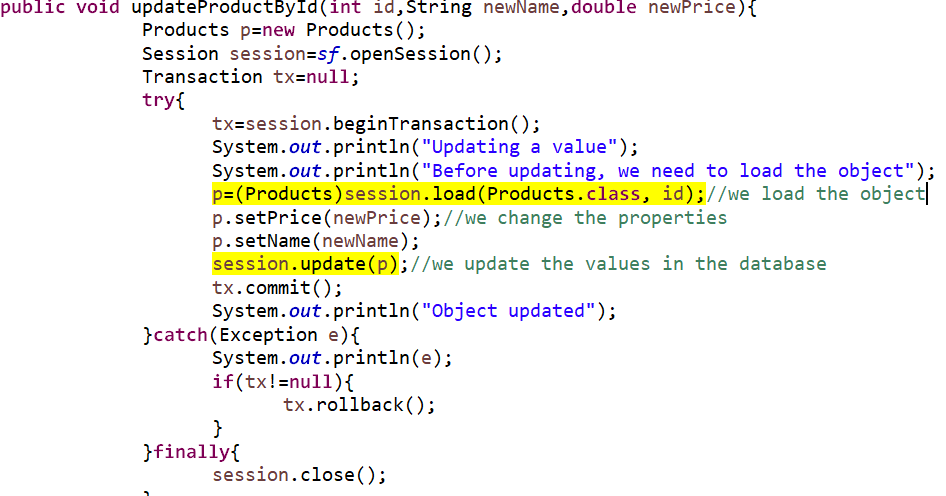 public void updateProductById(int id,String newName,double newPrice){
Products p=new Products();
Session session=sf.openSession();
Transaction tx=null;
try{
tx=session.beginTransaction();
System.out.println("Updating a value");
System.out.println("Before updating, we need to load the object");
p=(Products)session.load(Products.class, id);//we load the object
p.setPrice(newPrice);//we change the properties
p.setName(newName);
session.update(p);//we update the values in the database
tx.commit();
System.out.println("Object updated");
}catch(Exception e){
System.out.println(e);
if(tx!=null){
tx.rollback();
}
}finally{
session.close();